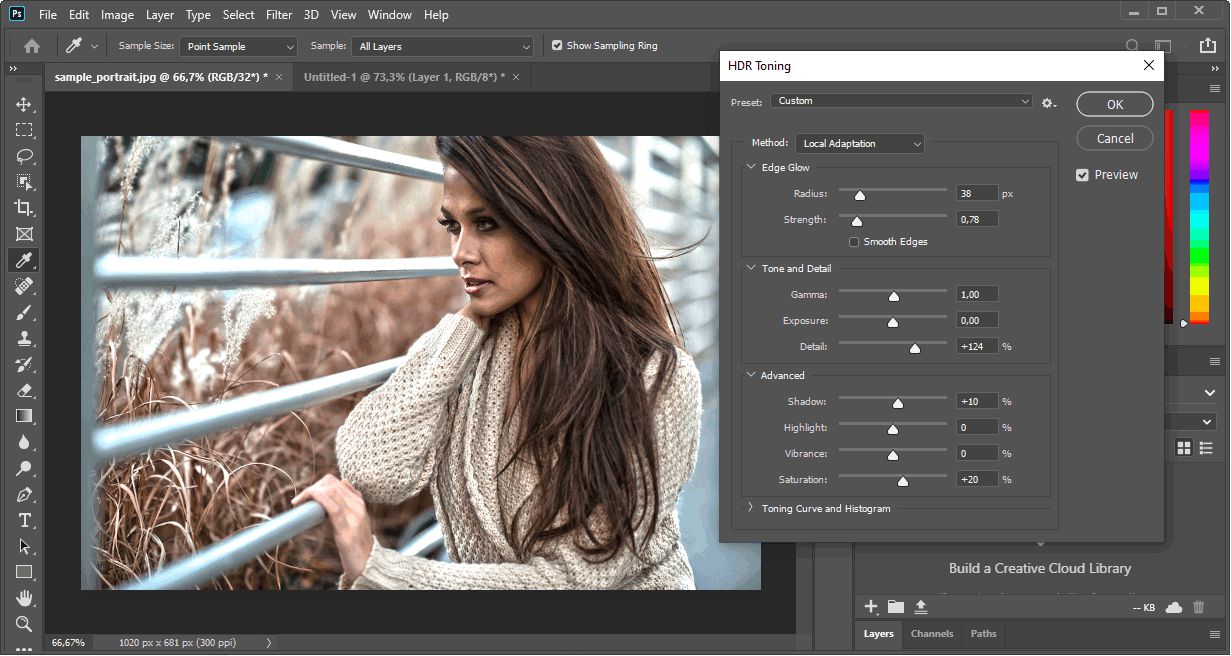 Ps File Edit Image Layer Type Select Filter 3D View Window Help
Sample Size: Point Sample Sample: All Layers Show Sampling Ring
sample_portrait.jpg @ 66,7% (RGB/32*) * × Untitled-1 @ 73,3% (Layer 1, RGB/8*) * ×
HDR Toning
Preset: Custom
OK
Method: Local Adaptation
Cancel
Edge Glow
Preview
Radius: 38 px
Strength: 0,78
Smooth Edges
Tone and Detail
Gamma: 1,00
Exposure: 0,00
Detail: +124 %
Advanced
Shadow: +10 %
Highlight: 0 %
Vibrance: 0 %
Saturation: +20 %
Toning Curve and Histogram
Build a Creative Cloud Library
-- KB
Layers Channels Paths
66,67% 1020 px x 681 px (300 ppi)